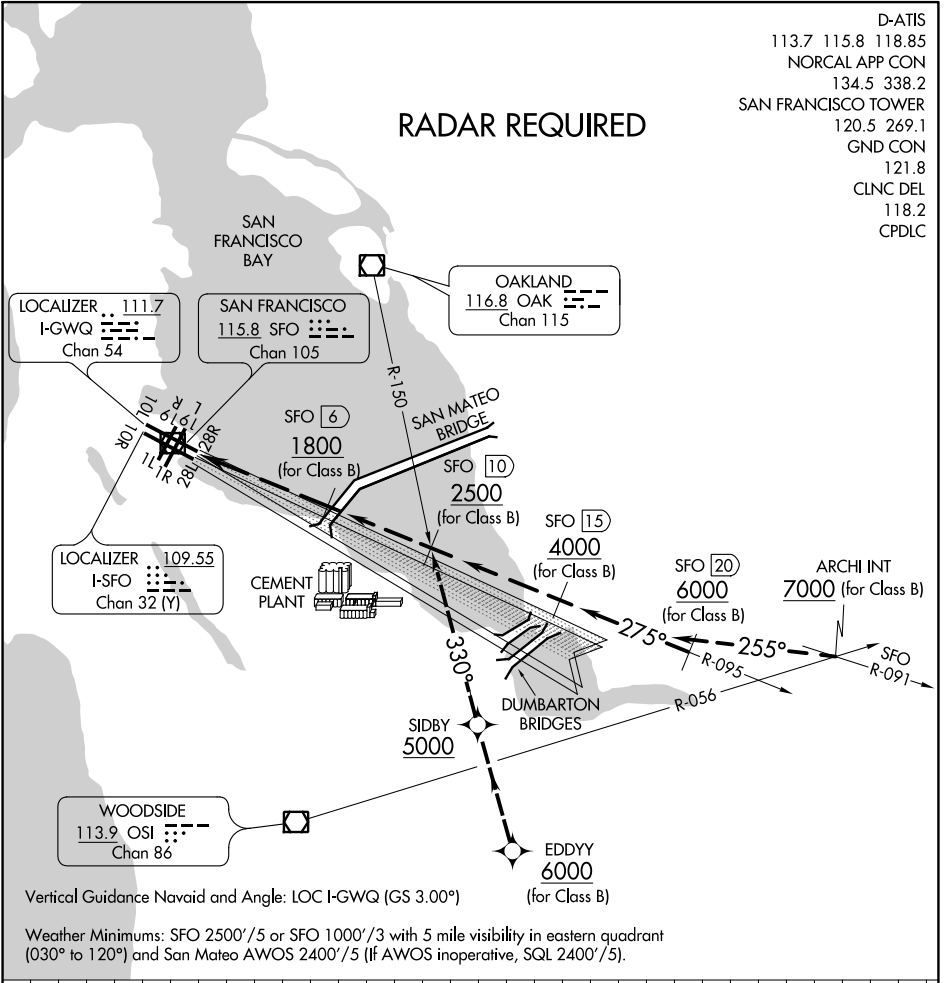 D-ATIS
113.7 115.8 118.85
NORCAL APP CON
134.5 338.2
SAN FRANCISCO TOWER
120.5 269.1
GND CON
121.8
CLNC DEL
118.2
CPDLC
RADAR REQUIRED
SAN
FRANCISCO
BAY
OAKLAND
116.8 OAK
Chan 115
LOCALIZER 111.7
I-GWQ
Chan 54
SAN FRANCISCO
115.8 SFO
Chan 105
R-150
SAN MATEO
BRIDGE
10L
10R
19R
19L
28R
28L
1L
1R
SFO 6
1800
(for Class B)
SFO 10
2500
(for Class B)
SFO 15
4000
(for Class B)
SFO 20
6000
(for Class B)
ARCHI INT
7000 (for Class B)
LOCALIZER 109.55
I-SFO
Chan 32 (Y)
CEMENT
PLANT
275°
255°
R-095
SFO
R-091
330°
R-056
DUMBARTON
BRIDGES
SIDBY
5000
WOODSIDE
113.9 OSI
Chan 86
EDDYY
6000
(for Class B)
Vertical Guidance Navaid and Angle: LOC I-GWQ (GS 3.00°)
Weather Minimums: SFO 2500'/5 or SFO 1000'/3 with 5 mile visibility in eastern quadrant
(030° to 120°) and San Mateo AWOS 2400'/5 (If AWOS inoperative, SQL 2400'/5).